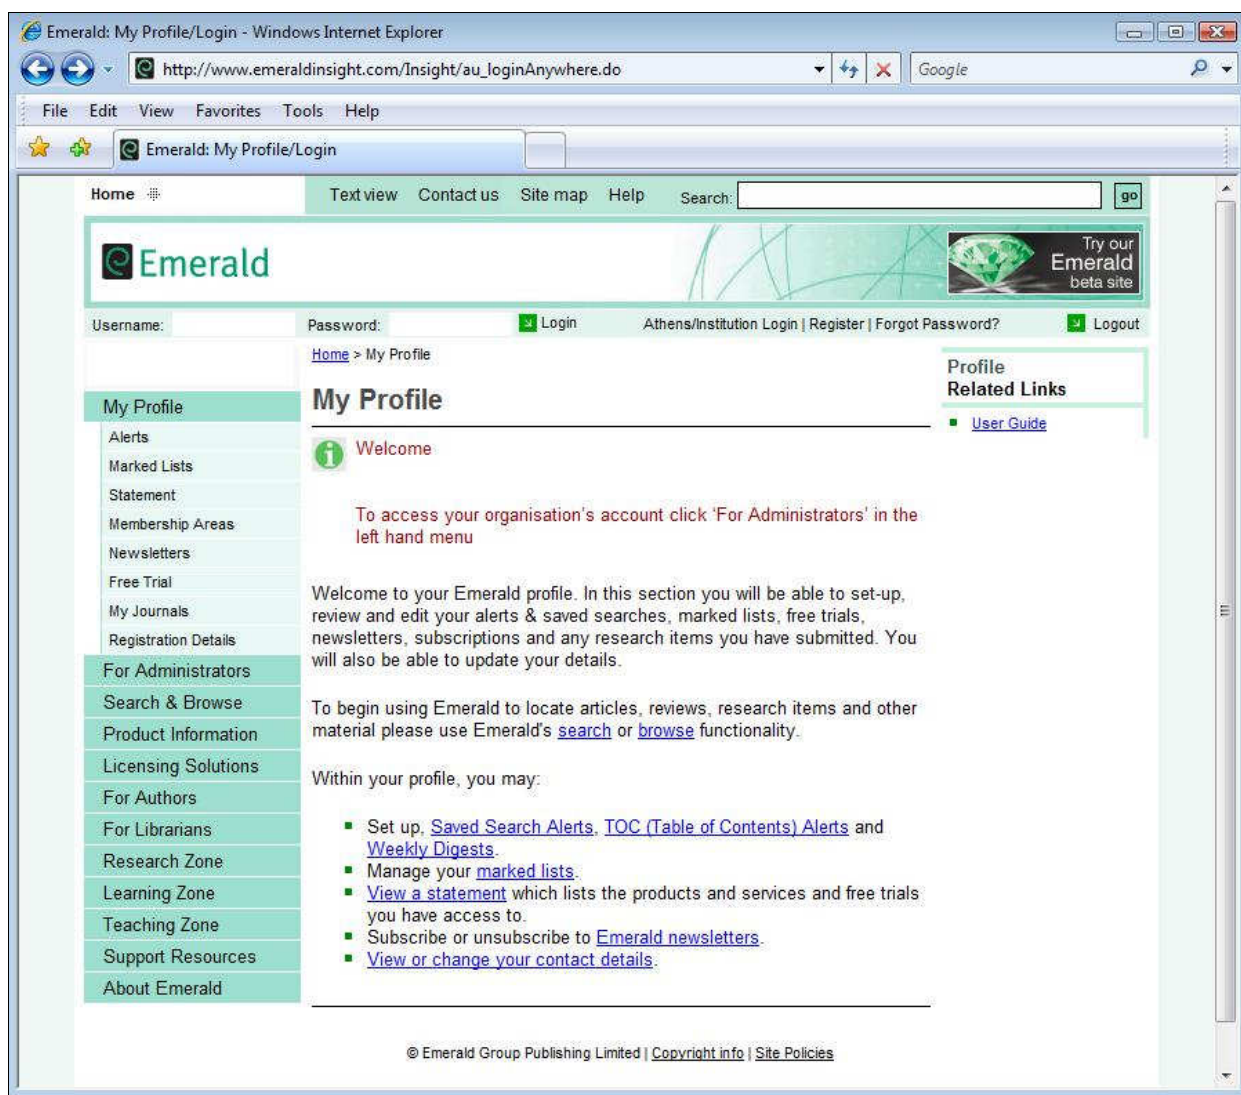 Emerald: My Profile/Login - Windows Internet Explorer
http://www.emeraldinsight.com/Insight/au_loginAnywhere.do
Google
File Edit View Favorites Tools Help
Emerald: My Profile/Login
Home
Text view Contact us Site map Help Search: go
Emerald
Try our
Emerald
beta site
Username: Password: Login Athens/Institution Login | Register | Forgot Password? Logout
My Profile
Alerts
Marked Lists
Statement
Membership Areas
Newsletters
Free Trial
My Journals
Registration Details
For Administrators
Search & Browse
Product Information
Licensing Solutions
For Authors
For Librarians
Research Zone
Learning Zone
Teaching Zone
Support Resources
About Emerald
Home > My Profile
My Profile
Welcome
To access your organisation's account click 'For Administrators' in the
left hand menu
Welcome to your Emerald profile. In this section you will be able to set-up,
review and edit your alerts & saved searches, marked lists, free trials,
newsletters, subscriptions and any research items you have submitted. You
will also be able to update your details.
To begin using Emerald to locate articles, reviews, research items and other
material please use Emerald's search or browse functionality.
Within your profile, you may:
Set up, Saved Search Alerts, TOC (Table of Contents) Alerts and
Weekly Digests.
Manage your marked lists.
View a statement which lists the products and services and free trials
you have access to.
Subscribe or unsubscribe to Emerald newsletters.
View or change your contact details.
Profile
Related Links
User Guide
© Emerald Group Publishing Limited | Copyright info | Site Policies